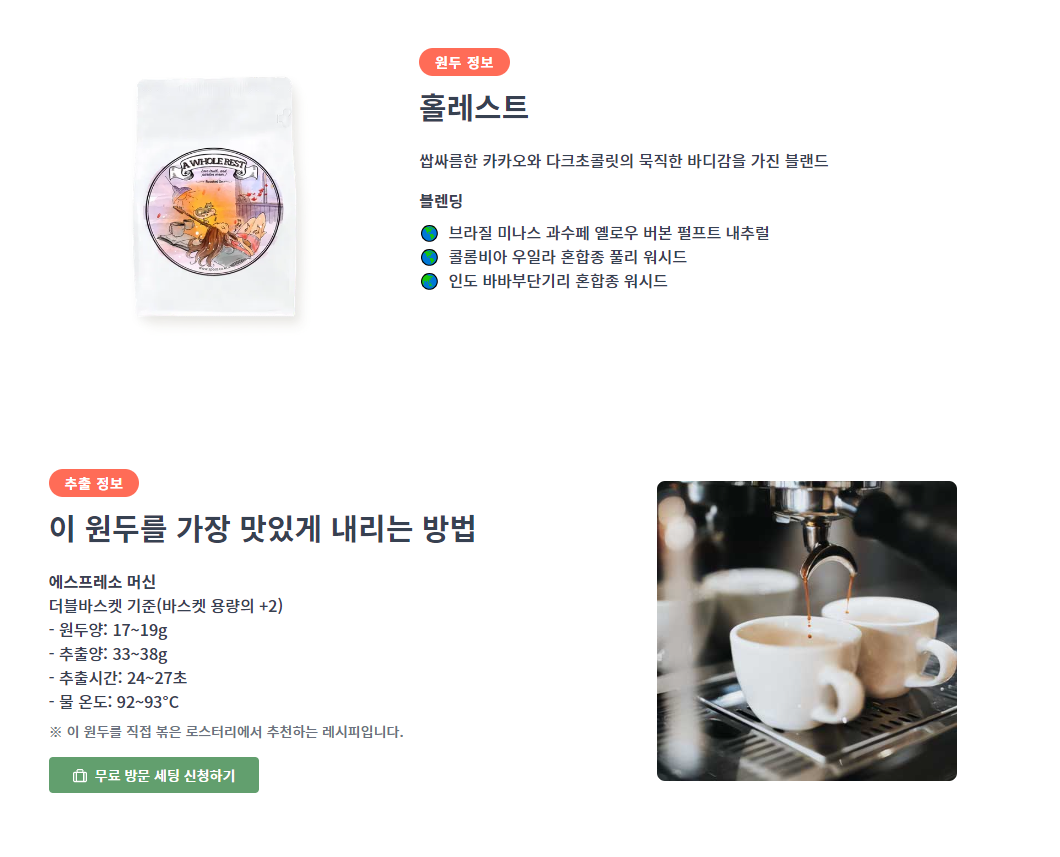 원두 정보
홀레스트
쌉싸름한 카카오와 다크초콜릿의 묵직한 바디감을 가진 블랜드
블렌딩
브라질 미나스 과수페 옐로우 버본 펄프트 내추럴
콜롬비아 우일라 혼합종 풀리 워시드
인도 바바부단기리 혼합종 워시드
A WHOLE REST
추출 정보
이 원두를 가장 맛있게 내리는 방법
에스프레소 머신
더블바스켓 기준(바스켓 용량의 +2)
- 원두양: 17~19g
- 추출양: 33~38g
- 추출시간: 24~27초
- 물 온도: 92~93°C
※ 이 원두를 직접 볶은 로스터리에서 추천하는 레시피입니다.
무료 방문 세팅 신청하기